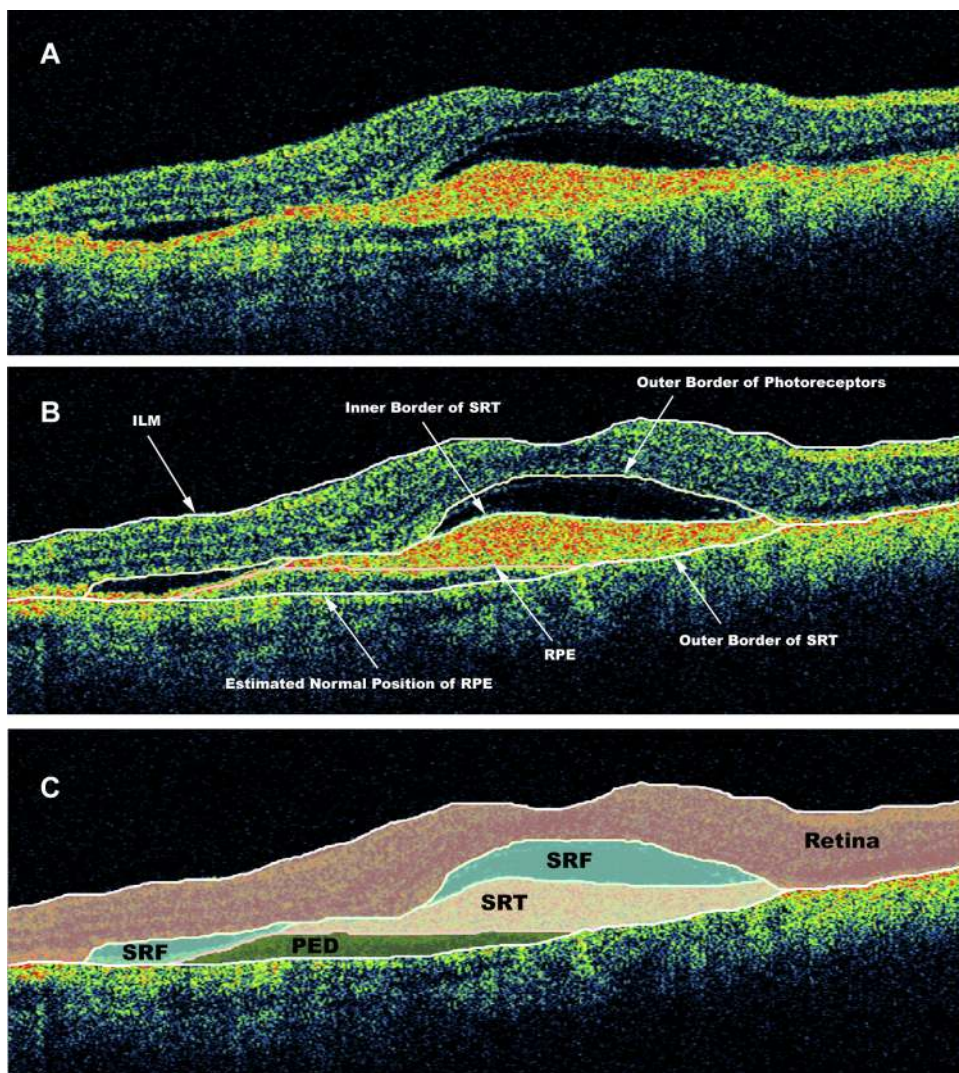 A
B
Outer Border of Photoreceptors
Inner Border of SRT
ILM
Outer Border of SRT
RPE
Estimated Normal Position of RPE
C
Retina
SRF
SRT
PED
SRF